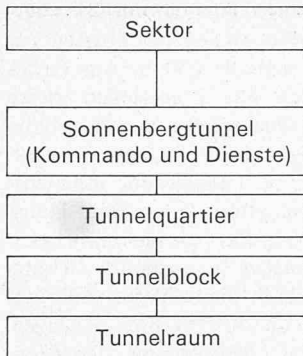 Sektor
Sonnenbergtunnel
(Kommando und Dienste)
Tunnelquartier
Tunnelblock
Tunnelraum